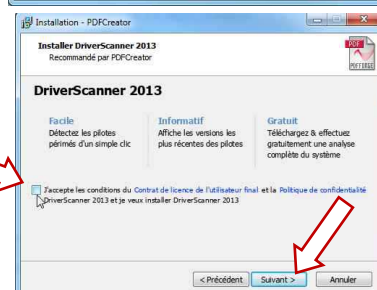 Installation - PDFCreator
Installer DriverScanner 2013
Recommandé par PDFCreator
PDF
PDFFORGE
DriverScanner 2013
Facile
Détectez les pilotes
périmés d'un simple clic
Informatif
Affiche les versions les
plus récentes des pilotes
Gratuit
Téléchargez & effectuez
gratuitement une analyse
complète du système
J'accepte les conditions du Contrat de licence de l'utilisateur final et la Politique de confidentialité
DriverScanner 2013 et je veux installer DriverScanner 2013
< Précédent
Suivant >
Annuler